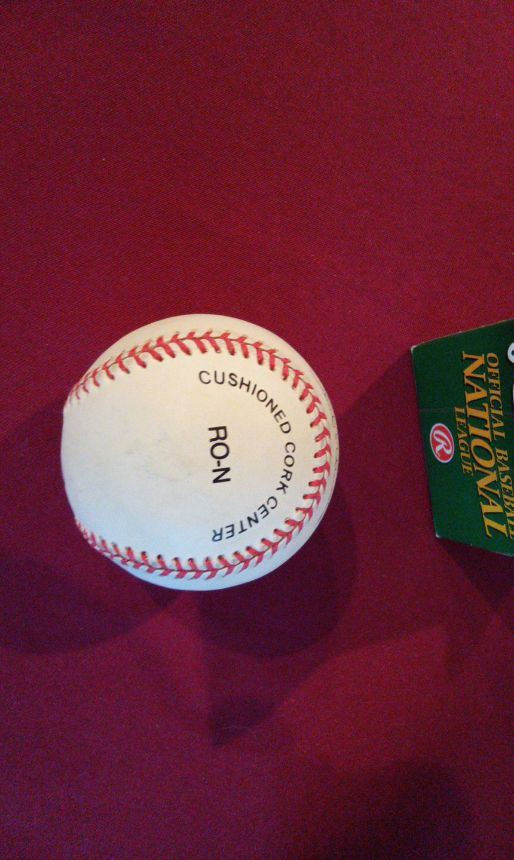 CUSHIONED CORK CENTER
RO-N
OFFICIAL BASEBALL
NATIONAL
LEAGUE
R